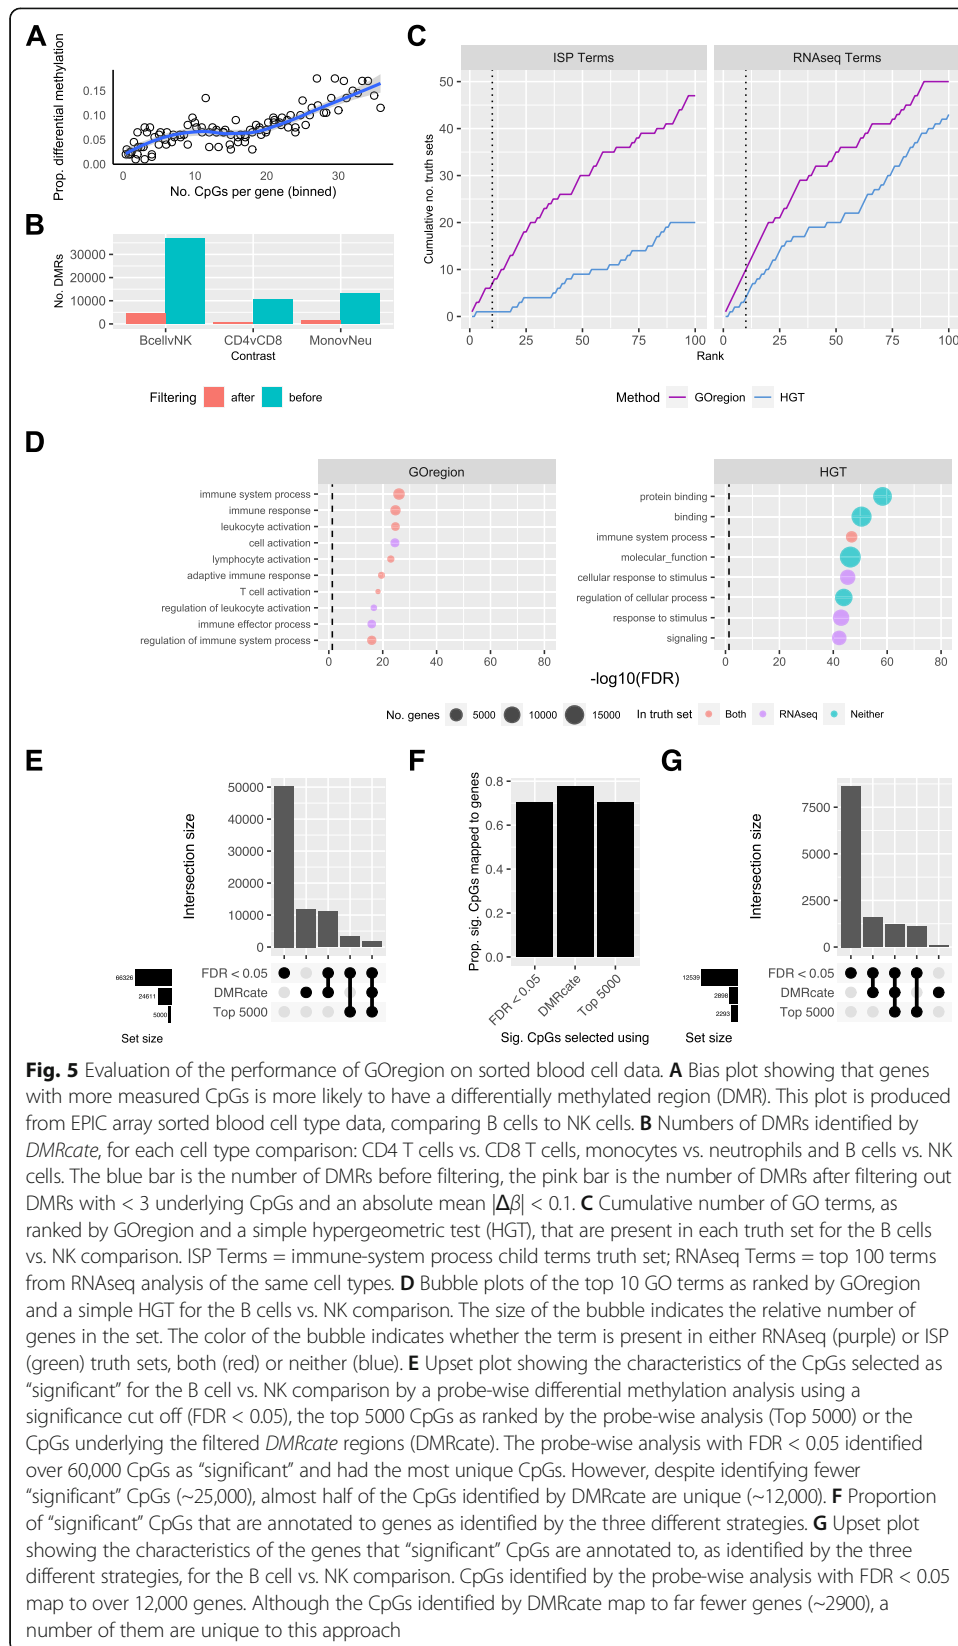 A
Prop. differential methylation
0.15
0.10
0.05
0.00
0
10
20
30
No. CpGs per gene (binned)
B
No. DMRs
30000
20000
10000
0
BcellvNK
CD4vCD8
MonovNeu
Contrast
Filtering
after
before
C
ISP Terms
RNAseq Terms
Cumulative no. truth sets
50
40
30
20
10
0
0
25
50
75
100
0
25
50
75
100
Rank
Method
GOregion
HGT
D
GOregion
immune system process
immune response
leukocyte activation
cell activation
lymphocyte activation
adaptive immune response
T cell activation
regulation of leukocyte activation
immune effector process
regulation of immune system process
0
20
40
60
80
HGT
protein binding
binding
immune system process
molecular_function
cellular response to stimulus
regulation of cellular process
response to stimulus
signaling
0
20
40
60
80
-log10(FDR)
No. genes
5000
10000
15000
In truth set
Both
RNAseq
Neither
E
Intersection size
50000
40000
30000
20000
10000
0
66326
24611
5000
Set size
FDR < 0.05
DMRcate
Top 5000
F
Prop. sig. CpGs mapped to genes
0.8
0.6
0.4
0.2
0.0
FDR < 0.05
DMRcate
Top 5000
Sig. CpGs selected using
G
Intersection size
7500
5000
2500
0
12539
2898
2293
Set size
FDR < 0.05
DMRcate
Top 5000
Fig. 5 Evaluation of the performance of GOregion on sorted blood cell data. A Bias plot showing that genes
with more measured CpGs is more likely to have a differentially methylated region (DMR). This plot is produced
from EPIC array sorted blood cell type data, comparing B cells to NK cells. B Numbers of DMRs identified by
DMRcate, for each cell type comparison: CD4 T cells vs. CD8 T cells, monocytes vs. neutrophils and B cells vs. NK
cells. The blue bar is the number of DMRs before filtering, the pink bar is the number of DMRs after filtering out
DMRs with < 3 underlying CpGs and an absolute mean |Δβ| < 0.1. C Cumulative number of GO terms, as
ranked by GOregion and a simple hypergeometric test (HGT), that are present in each truth set for the B cells
vs. NK comparison. ISP Terms = immune-system process child terms truth set; RNAseq Terms = top 100 terms
from RNAseq analysis of the same cell types. D Bubble plots of the top 10 GO terms as ranked by GOregion
and a simple HGT for the B cells vs. NK comparison. The size of the bubble indicates the relative number of
genes in the set. The color of the bubble indicates whether the term is present in either RNAseq (purple) or ISP
(green) truth sets, both (red) or neither (blue). E Upset plot showing the characteristics of the CpGs selected as
“significant” for the B cell vs. NK comparison by a probe-wise differential methylation analysis using a
significance cut off (FDR < 0.05), the top 5000 CpGs as ranked by the probe-wise analysis (Top 5000) or the
CpGs underlying the filtered DMRcate regions (DMRcate). The probe-wise analysis with FDR < 0.05 identified
over 60,000 CpGs as “significant” and had the most unique CpGs. However, despite identifying fewer
“significant” CpGs (~25,000), almost half of the CpGs identified by DMRcate are unique (~12,000). F Proportion
of “significant” CpGs that are annotated to genes as identified by the three different strategies. G Upset plot
showing the characteristics of the genes that “significant” CpGs are annotated to, as identified by the three
different strategies, for the B cell vs. NK comparison. CpGs identified by the probe-wise analysis with FDR < 0.05
map to over 12,000 genes. Although the CpGs identified by DMRcate map to far fewer genes (~2900), a
number of them are unique to this approach